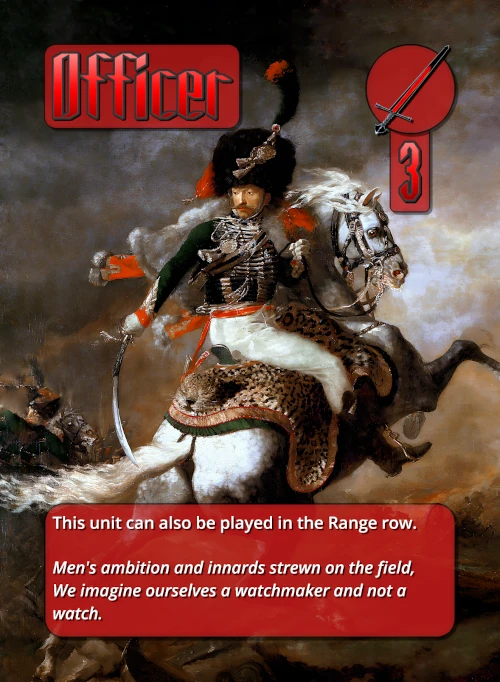 Officer
3
This unit can also be played in the Range row.
Men's ambition and innards strewn on the field,
We imagine ourselves a watchmaker and not a
watch.